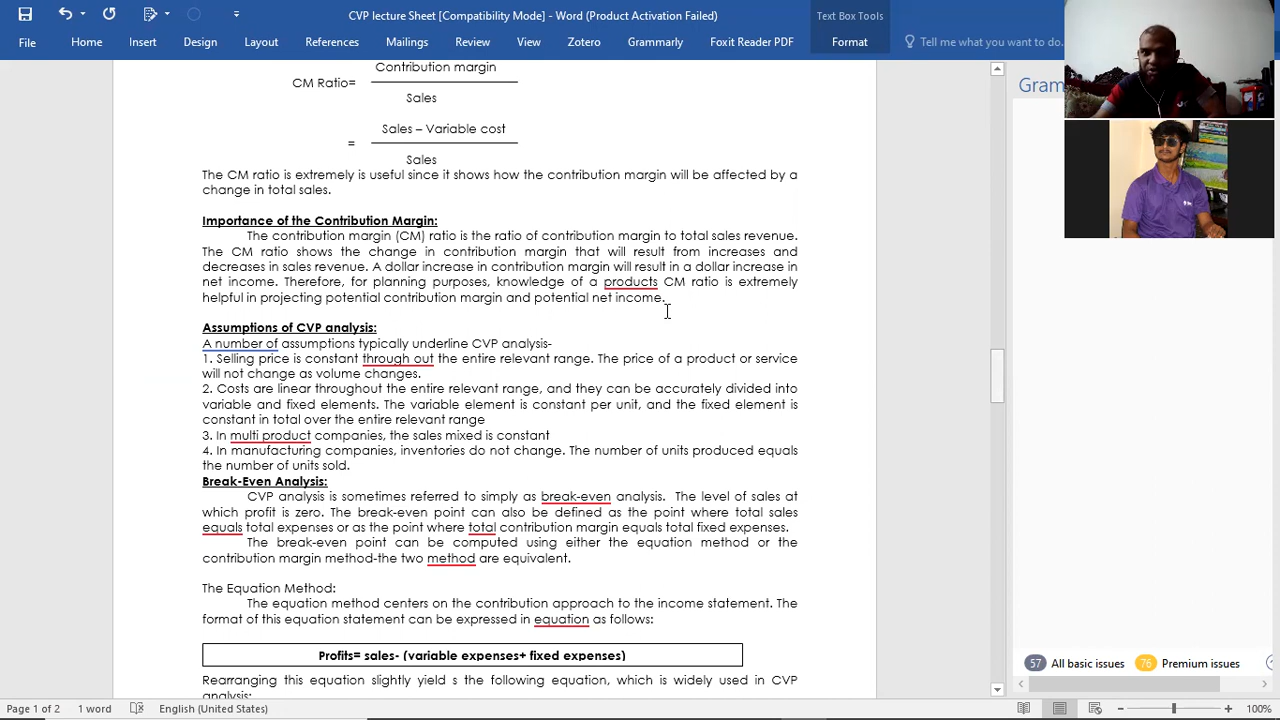 CVP lecture Sheet [Compatibility Mode] - Word (Product Activation Failed)
Text Box Tools
File Home Insert Design Layout References Mailings Review View Zotero Grammarly Foxit Reader PDF Format Tell me what you want to do.
Gram
Contribution margin
CM Ratio=
Sales
Sales – Variable cost
=
Sales
The CM ratio is extremely is useful since it shows how the contribution margin will be affected by a
change in total sales.
Importance of the Contribution Margin:
The contribution margin (CM) ratio is the ratio of contribution margin to total sales revenue.
The CM ratio shows the change in contribution margin that will result from increases and
decreases in sales revenue. A dollar increase in contribution margin will result in a dollar increase in
net income. Therefore, for planning purposes, knowledge of a products CM ratio is extremely
helpful in projecting potential contribution margin and potential net income.
Assumptions of CVP analysis:
A number of assumptions typically underline CVP analysis-
1. Selling price is constant through out the entire relevant range. The price of a product or service
will not change as volume changes.
2. Costs are linear throughout the entire relevant range, and they can be accurately divided into
variable and fixed elements. The variable element is constant per unit, and the fixed element is
constant in total over the entire relevant range
3. In multi product companies, the sales mixed is constant
4. In manufacturing companies, inventories do not change. The number of units produced equals
the number of units sold.
Break-Even Analysis:
CVP analysis is sometimes referred to simply as break-even analysis. The level of sales at
which profit is zero. The break-even point can also be defined as the point where total sales
equals total expenses or as the point where total contribution margin equals total fixed expenses.
The break-even point can be computed using either the equation method or the
contribution margin method-the two method are equivalent.
The Equation Method:
The equation method centers on the contribution approach to the income statement. The
format of this equation statement can be expressed in equation as follows:
Profits= sales- (variable expenses+ fixed expenses)
Rearranging this equation slightly yield s the following equation, which is widely used in CVP
analysis:
57 All basic issues 76 Premium issues
Page 1 of 2 1 word English (United States) 100%